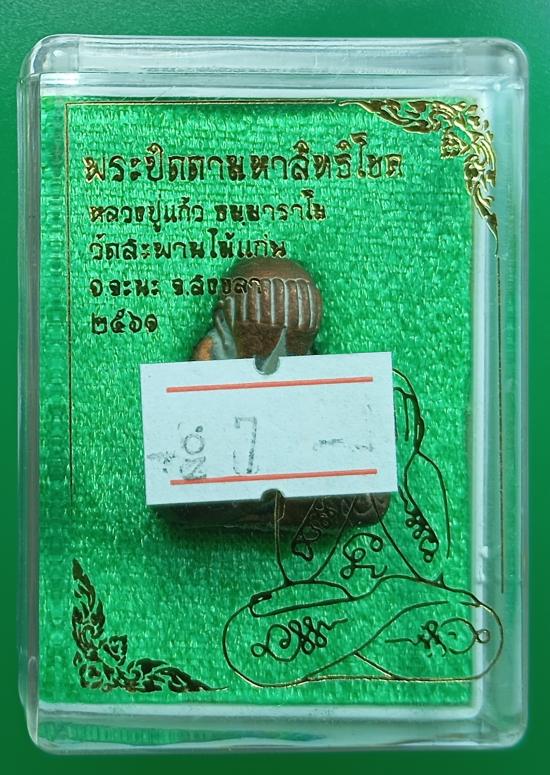 พระปิดตามหาสิทธิโชค
หลวงปู่แก้ว ธมฺมาราโม
วัดสะพานไม้แก่น
อ.จะนะ จ.สงขลา
๒๕๖๑
No. 7